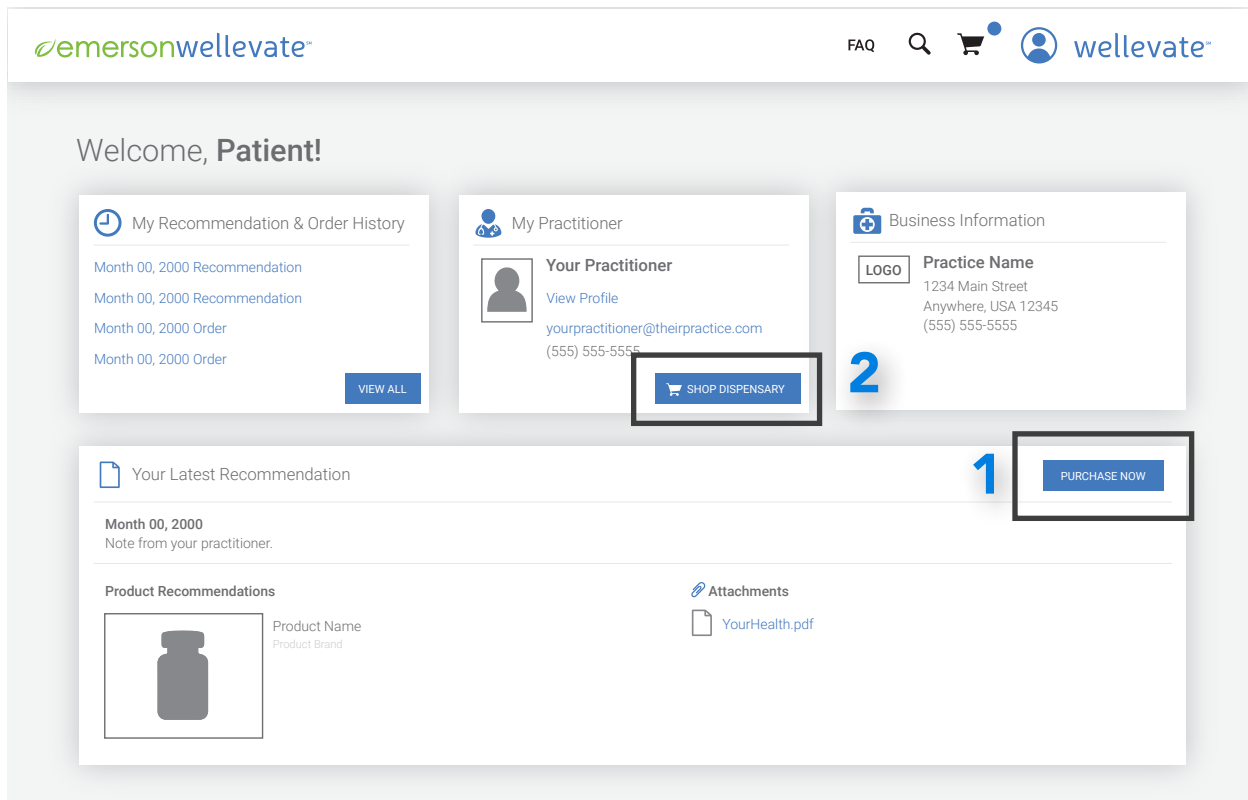 emersonwellevate℠
FAQ
wellevate℠
Welcome, Patient!
My Recommendation & Order History
Month 00, 2000 Recommendation
Month 00, 2000 Recommendation
Month 00, 2000 Order
Month 00, 2000 Order
VIEW ALL
My Practitioner
Your Practitioner
View Profile
yourpractitioner@theirpractice.com
(555) 555-5555
SHOP DISPENSARY
2
Business Information
LOGO
Practice Name
1234 Main Street
Anywhere, USA 12345
(555) 555-5555
Your Latest Recommendation
1
PURCHASE NOW
Month 00, 2000
Note from your practitioner.
Product Recommendations
Product Name
Product Brand
Attachments
YourHealth.pdf